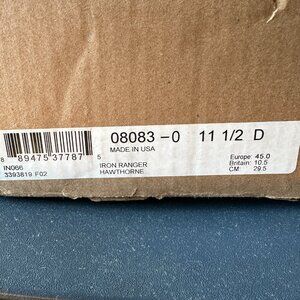 08083 -0 11 1/2 D
MADE IN USA
8 89475 37787 5
IN066
3393819 F02
IRON RANGER
HAWTHORNE
Europe: 45.0
Britain: 10.5
CM: 29.5